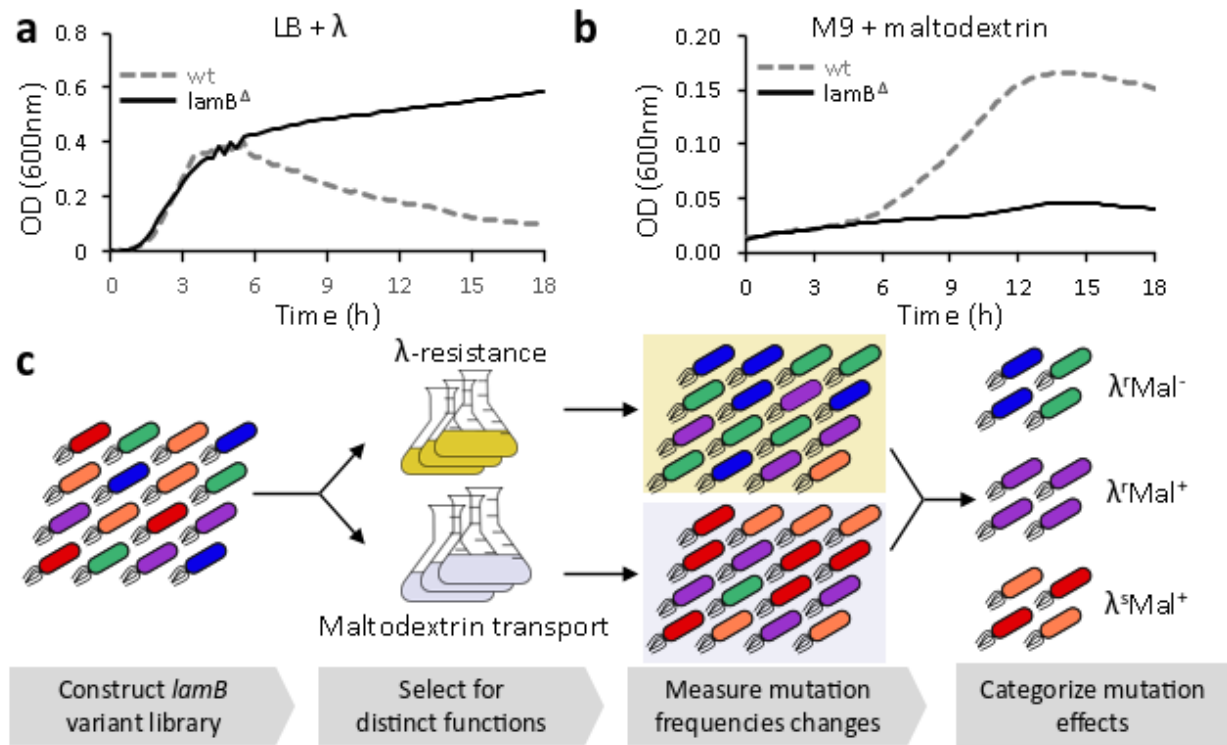 a
LB + λ
0.8
0.6
0.4
0.2
0
OD (600nm)
wt
lamBᐞ
0 3 6 9 12 15 18
Time (h)
b
M9 + maltodextrin
0.20
0.15
0.10
0.05
0.00
OD (600nm)
wt
lamBᐞ
0 3 6 9 12 15 18
Time (h)
c
λ-resistance
Maltodextrin transport
λʳMal⁻
λʳMal⁺
λˢMal⁺
Construct lamB
variant library
Select for
distinct functions
Measure mutation
frequencies changes
Categorize mutation
effects